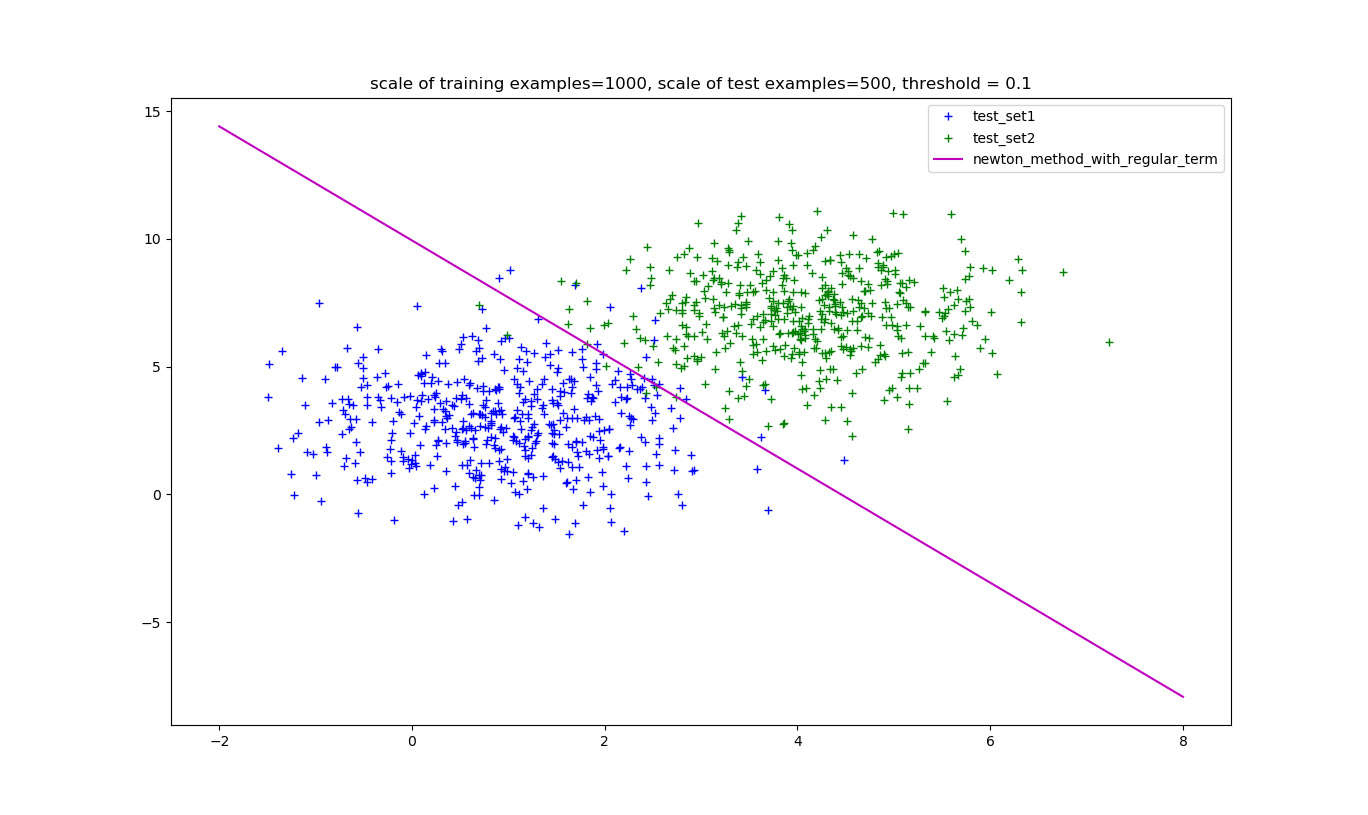 scale of training examples=1000, scale of test examples=500, threshold = 0.1
test_set1
test_set2
newton_method_with_regular_term
15
10
5
0
−5
−2
0
2
4
6
8